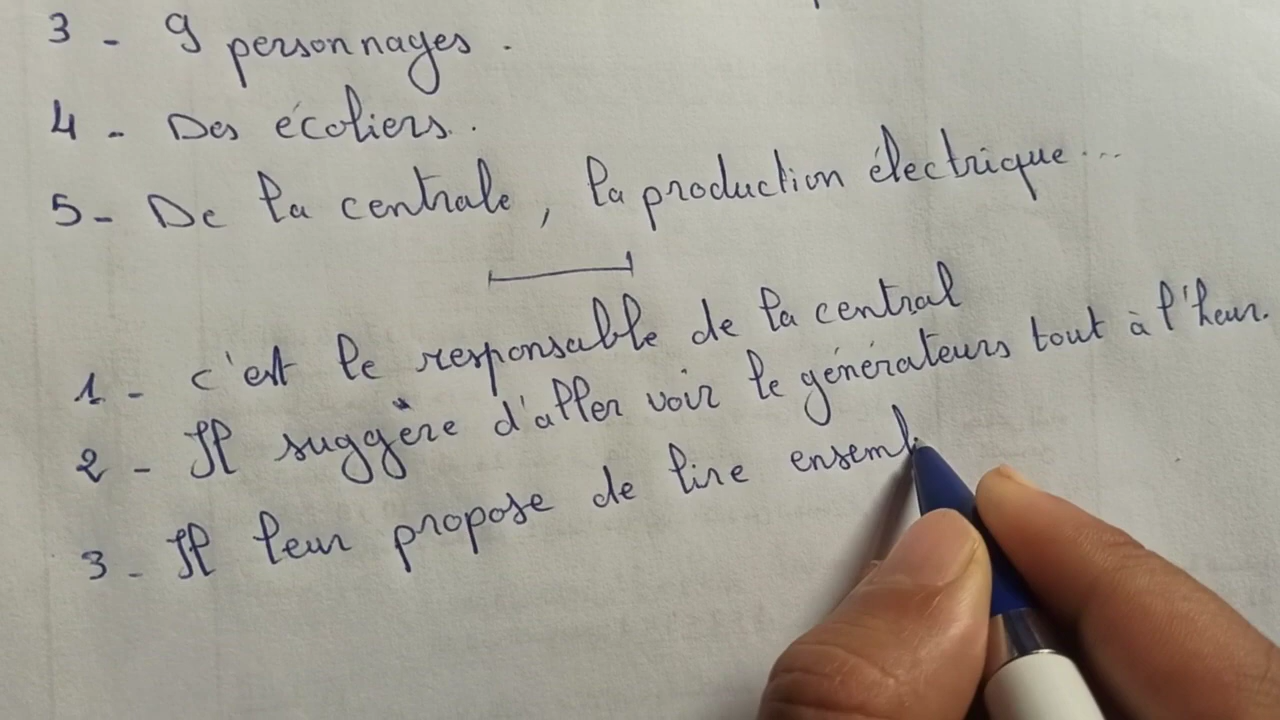 3 - 9 personnages .
4 - Des écoliers .
5 - De la centrale , la production électrique ...
1 - c'est le responsable de la central
2 - Il suggère d'aller voir le générateurs tout à l'heur.
3 - Il leur propose de lire ensembl